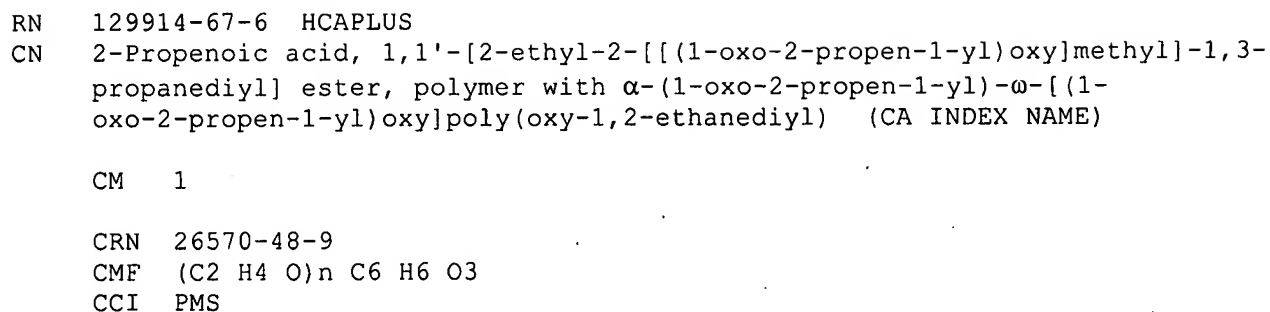 RN 129914-67-6 HCAPLUS
CN 2-Propenoic acid, 1,1'-[2-ethyl-2-[[(1-oxo-2-propen-1-yl)oxy]methyl]-1,3-
propanediyl] ester, polymer with α-(1-oxo-2-propen-1-yl)-ω-[(1-
oxo-2-propen-1-yl)oxy]poly(oxy-1,2-ethanediyl) (CA INDEX NAME)
CM 1
CRN 26570-48-9
CMF (C2 H4 O)n C6 H6 O3
CCI PMS